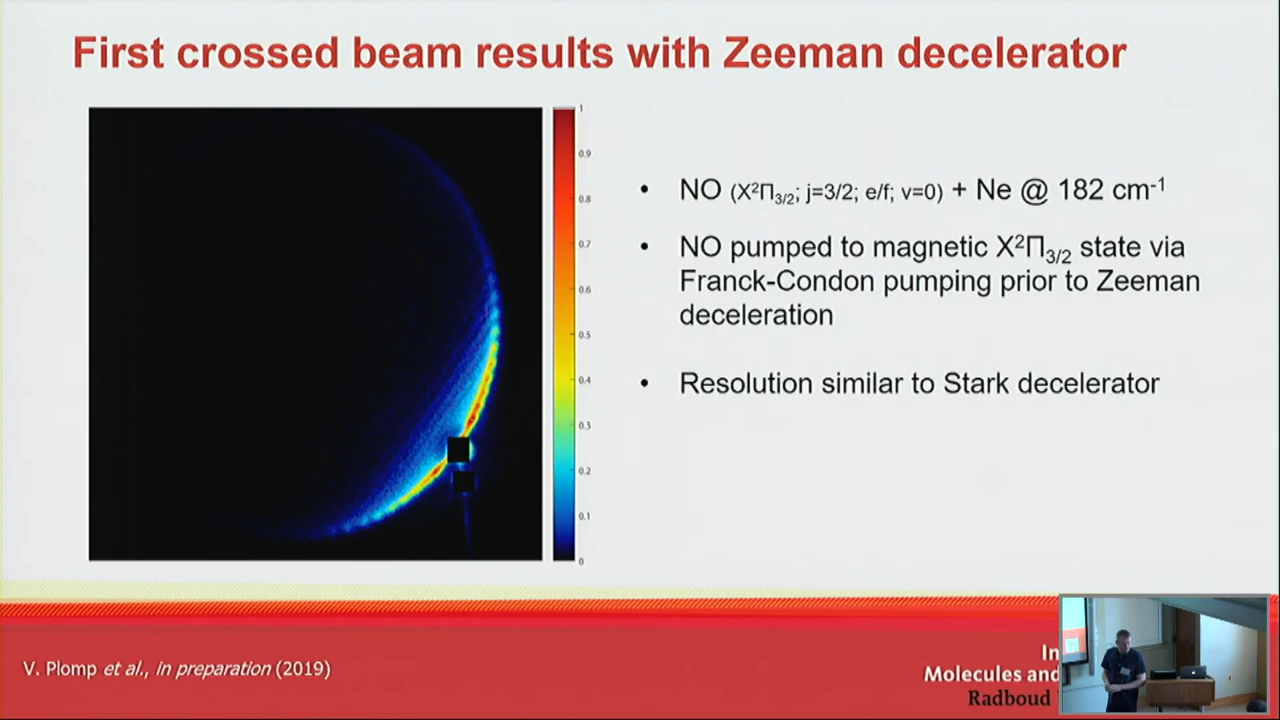 First crossed beam results with Zeeman decelerator
1
0.9
0.8
0.7
0.6
0.5
0.4
0.3
0.2
0.1
0
• NO (X²Π₃/₂; j=3/2; e/f; v=0) + Ne @ 182 cm⁻¹
• NO pumped to magnetic X²Π₃/₂ state via
Franck-Condon pumping prior to Zeeman
deceleration
• Resolution similar to Stark decelerator
V. Plomp et al., in preparation (2019)
In
Molecules and
Radboud